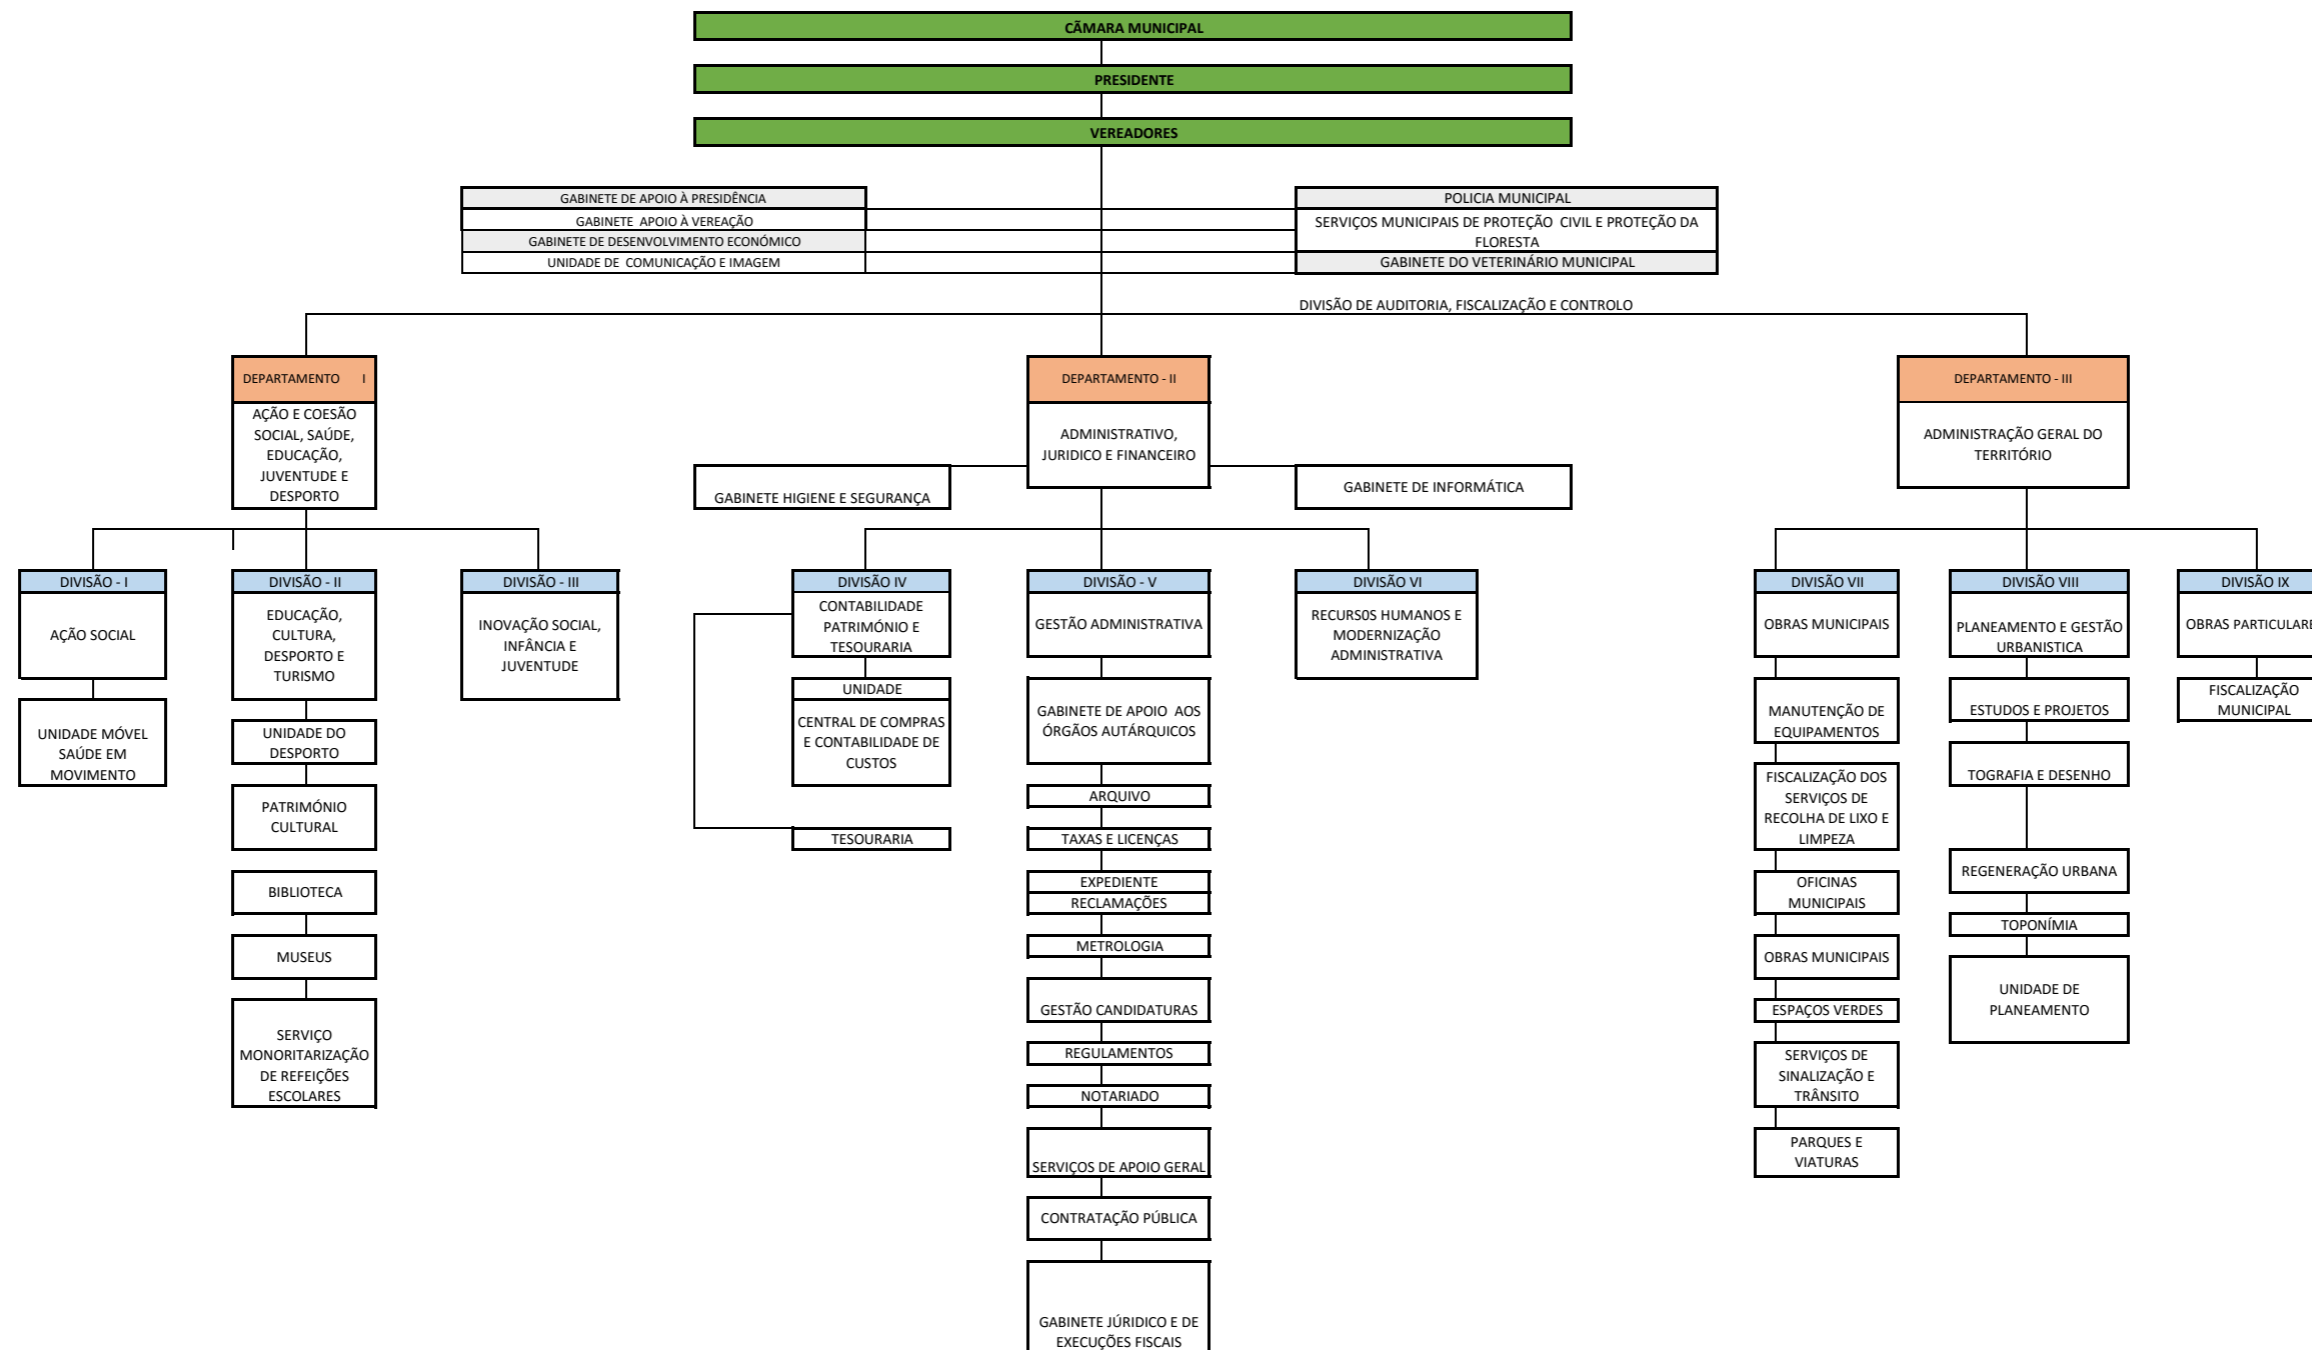 CÃMARA MUNICIPAL
PRESIDENTE
VEREADORES
GABINETE DE APOIO À PRESIDÊNCIA
GABINETE APOIO À VEREAÇÃO
GABINETE DE DESENVOLVIMENTO ECONÓMICO
UNIDADE DE COMUNICAÇÃO E IMAGEM
POLICIA MUNICIPAL
SERVIÇOS MUNICIPAIS DE PROTEÇÃO CIVIL E PROTEÇÃO DA
FLORESTA
GABINETE DO VETERINÁRIO MUNICIPAL
DIVISÃO DE AUDITORIA, FISCALIZAÇÃO E CONTROLO
DEPARTAMENTO I
AÇÃO E COESÃO
SOCIAL, SAÚDE,
EDUCAÇÃO,
JUVENTUDE E
DESPORTO
DEPARTAMENTO - II
ADMINISTRATIVO,
JURIDICO E FINANCEIRO
GABINETE HIGIENE E SEGURANÇA
GABINETE DE INFORMÁTICA
DEPARTAMENTO - III
ADMINISTRAÇÃO GERAL DO
TERRITÓRIO
DIVISÃO - I
AÇÃO SOCIAL
UNIDADE MÓVEL
SAÚDE EM
MOVIMENTO
DIVISÃO - II
EDUCAÇÃO,
CULTURA,
DESPORTO E
TURISMO
UNIDADE DO
DESPORTO
PATRIMÓNIO
CULTURAL
BIBLIOTECA
MUSEUS
SERVIÇO
MONORITARIZAÇÃO
DE REFEIÇÕES
ESCOLARES
DIVISÃO - III
INOVAÇÃO SOCIAL,
INFÂNCIA E
JUVENTUDE
DIVISÃO IV
CONTABILIDADE
PATRIMÓNIO E
TESOURARIA
UNIDADE
CENTRAL DE COMPRAS
E CONTABILIDADE DE
CUSTOS
TESOURARIA
DIVISÃO - V
GESTÃO ADMINISTRATIVA
GABINETE DE APOIO AOS
ÓRGÃOS AUTÁRQUICOS
ARQUIVO
TAXAS E LICENÇAS
EXPEDIENTE
RECLAMAÇÕES
METROLOGIA
GESTÃO CANDIDATURAS
REGULAMENTOS
NOTARIADO
SERVIÇOS DE APOIO GERAL
CONTRATAÇÃO PÚBLICA
GABINETE JÚRIDICO E DE
EXECUÇÕES FISCAIS
DIVISÃO VI
RECURS0S HUMANOS E
MODERNIZAÇÃO
ADMINISTRATIVA
DIVISÃO VII
OBRAS MUNICIPAIS
MANUTENÇÃO DE
EQUIPAMENTOS
FISCALIZAÇÃO DOS
SERVIÇOS DE
RECOLHA DE LIXO E
LIMPEZA
OFICINAS
MUNICIPAIS
OBRAS MUNICIPAIS
ESPAÇOS VERDES
SERVIÇOS DE
SINALIZAÇÃO E
TRÂNSITO
PARQUES E
VIATURAS
DIVISÃO VIII
PLANEAMENTO E GESTÃO
URBANISTICA
ESTUDOS E PROJETOS
TOGRAFIA E DESENHO
REGENERAÇÃO URBANA
TOPONÍMIA
UNIDADE DE
PLANEAMENTO
DIVISÃO IX
OBRAS PARTICULARE
FISCALIZAÇÃO
MUNICIPAL